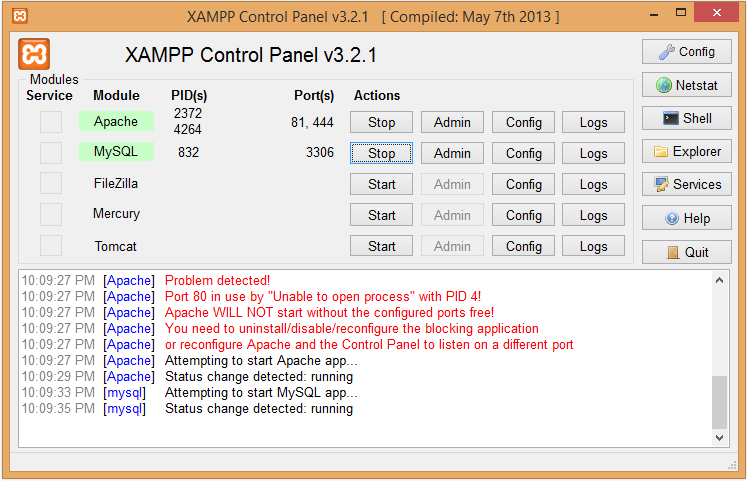 XAMPP Control Panel v3.2.1 [ Compiled: May 7th 2013 ]
XAMPP Control Panel v3.2.1
Modules
Service Module PID(s) Port(s) Actions
Apache 2372 4264 81, 444 Stop Admin Config Logs
MySQL 832 3306 Stop Admin Config Logs
FileZilla Start Admin Config Logs
Mercury Start Admin Config Logs
Tomcat Start Admin Config Logs
Config
Netstat
Shell
Explorer
Services
Help
Quit
10:09:27 PM [Apache] Problem detected!
10:09:27 PM [Apache] Port 80 in use by "Unable to open process" with PID 4!
10:09:27 PM [Apache] Apache WILL NOT start without the configured ports free!
10:09:27 PM [Apache] You need to uninstall/disable/reconfigure the blocking application
10:09:27 PM [Apache] or reconfigure Apache and the Control Panel to listen on a different port
10:09:27 PM [Apache] Attempting to start Apache app...
10:09:29 PM [Apache] Status change detected: running
10:09:33 PM [mysql] Attempting to start MySQL app...
10:09:35 PM [mysql] Status change detected: running